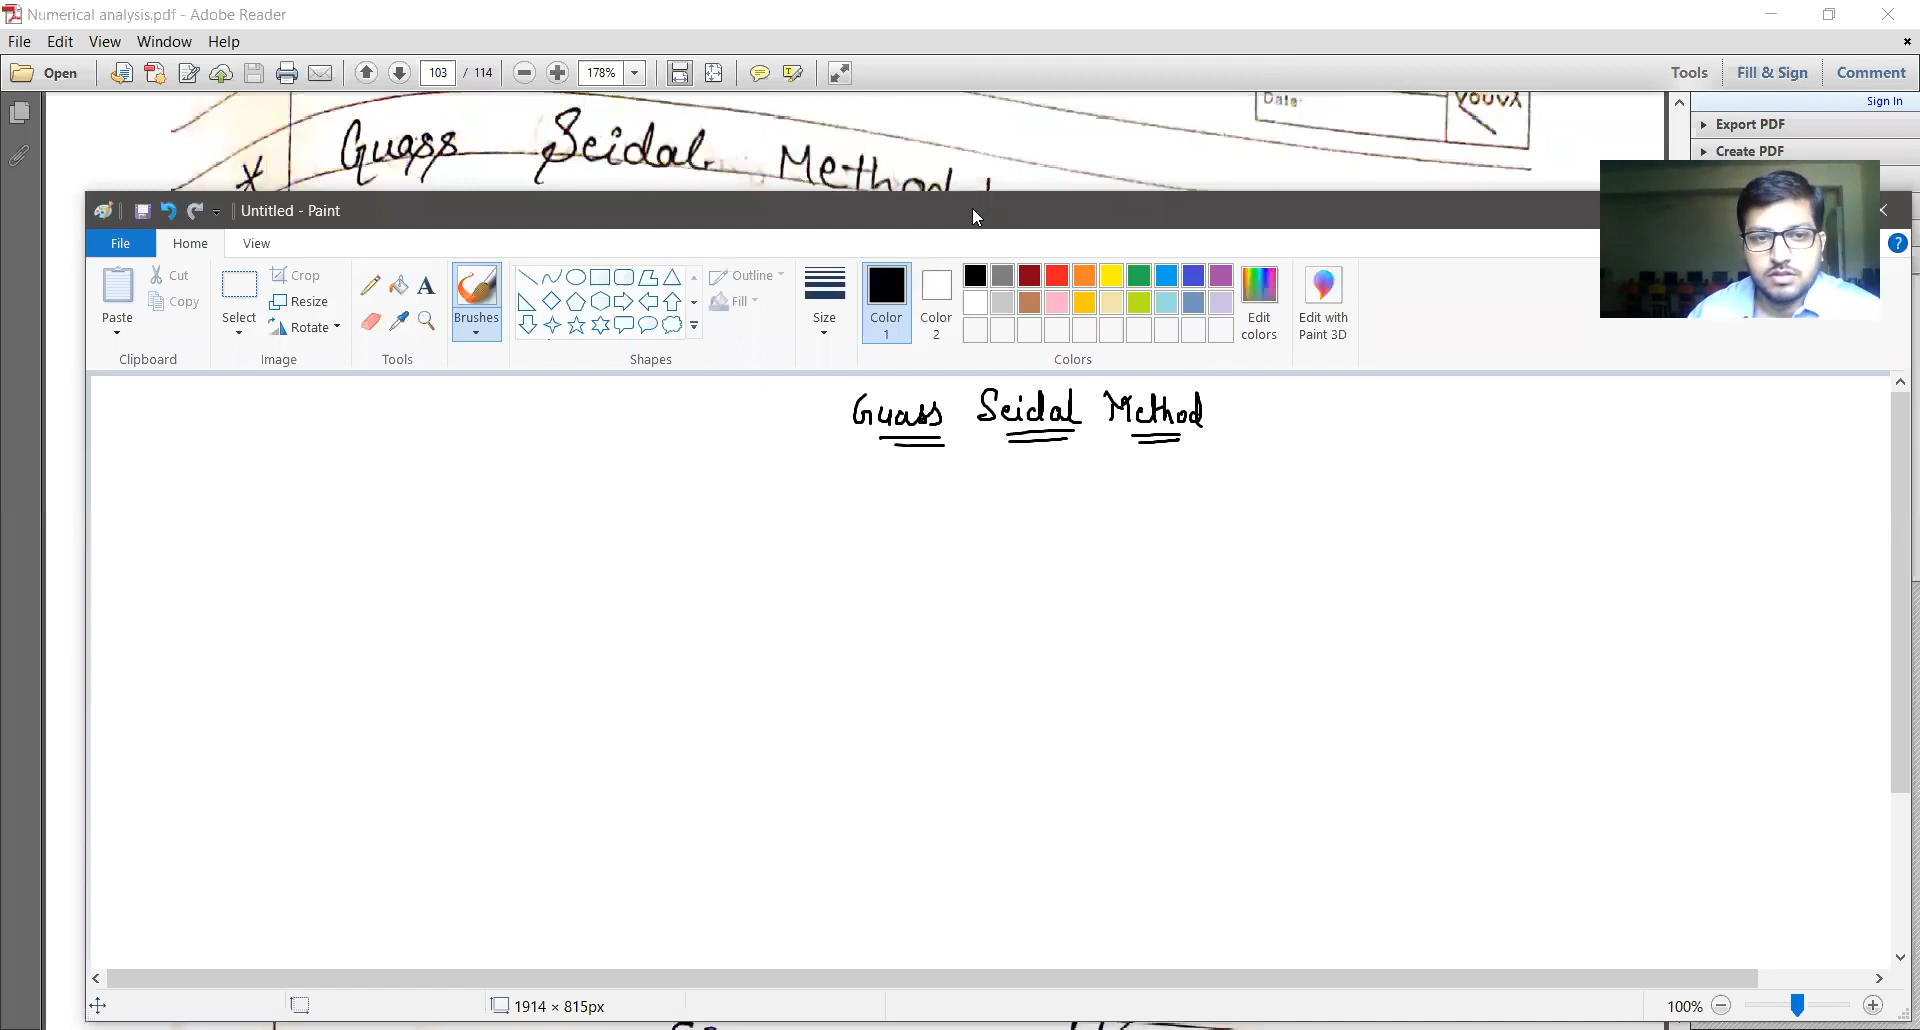 Numerical analysis.pdf - Adobe Reader
File Edit View Window Help
Open 103 / 114 178% Tools Fill & Sign Comment
Sign In
Export PDF
Create PDF
Date:
YOUVA
* Guass Seidal Method
Untitled - Paint
File Home View
Paste Cut Copy
Clipboard
Select Crop Resize Rotate
Image
A
Tools
Brushes
Outline
Fill
Shapes
Size
Color 1
Color 2
Edit colors
Colors
Edit with Paint 3D
Guass Seidal Method
1914 × 815px
100%